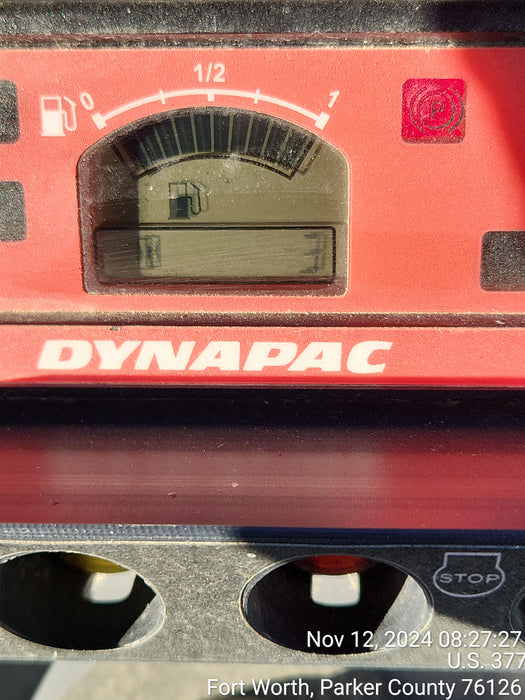 0 1/2 1
P
DYNAPAC
STOP
Nov 12, 2024 08:27:27
U.S. 377
Fort Worth, Parker County 76126